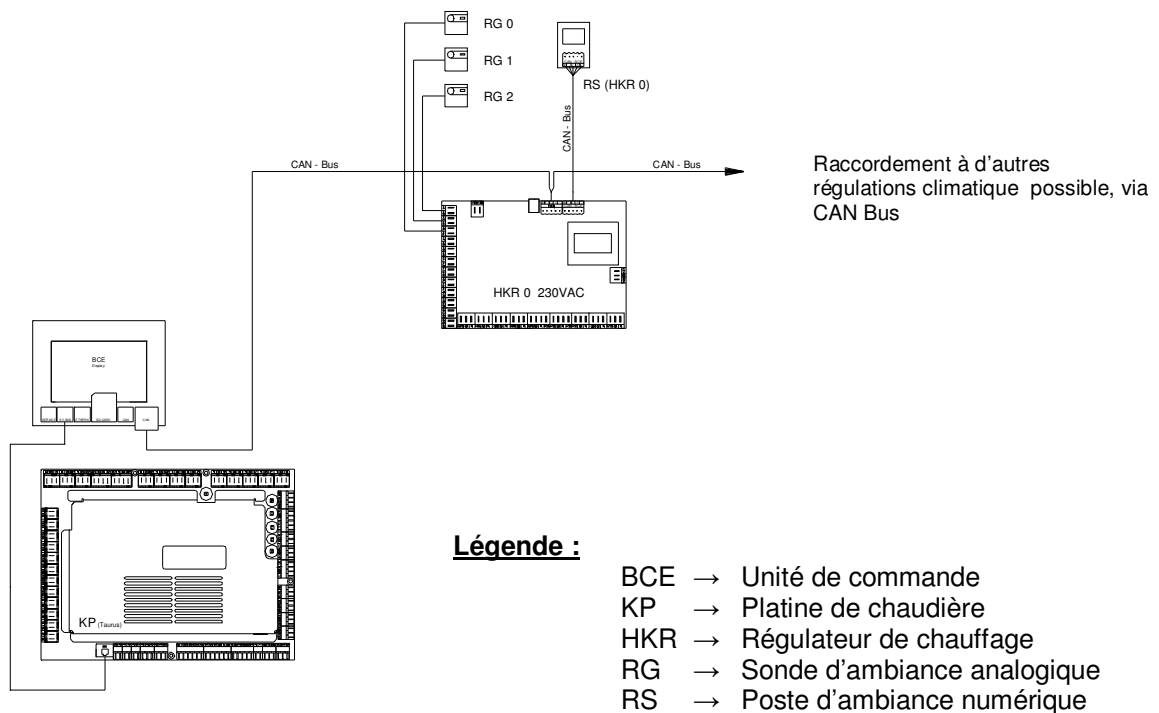 RG 0
RG 1
RG 2
RS (HKR 0)
CAN - Bus
CAN - Bus
CAN - Bus
Raccordement à d'autres
régulations climatique possible, via
CAN Bus
HKR 0 230VAC
BCE
Display
CAN
KP (Taurus)
Légende :
BCE → Unité de commande
KP → Platine de chaudière
HKR → Régulateur de chauffage
RG → Sonde d'ambiance analogique
RS → Poste d'ambiance numérique